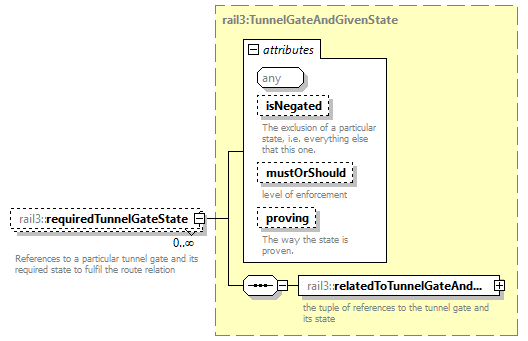 rail3:TunnelGateAndGivenState
attributes
any
isNegated
The exclusion of a particular
state, i.e. everything else
that this one.
mustOrShould
level of enforcement
proving
The way the state is
proven.
rail3::requiredTunnelGateState
0..∞
References to a particular tunnel gate and its
required state to fulfil the route relation
rail3::relatedToTunnelGateAnd...
the tuple of references to the tunnel gate and
its state